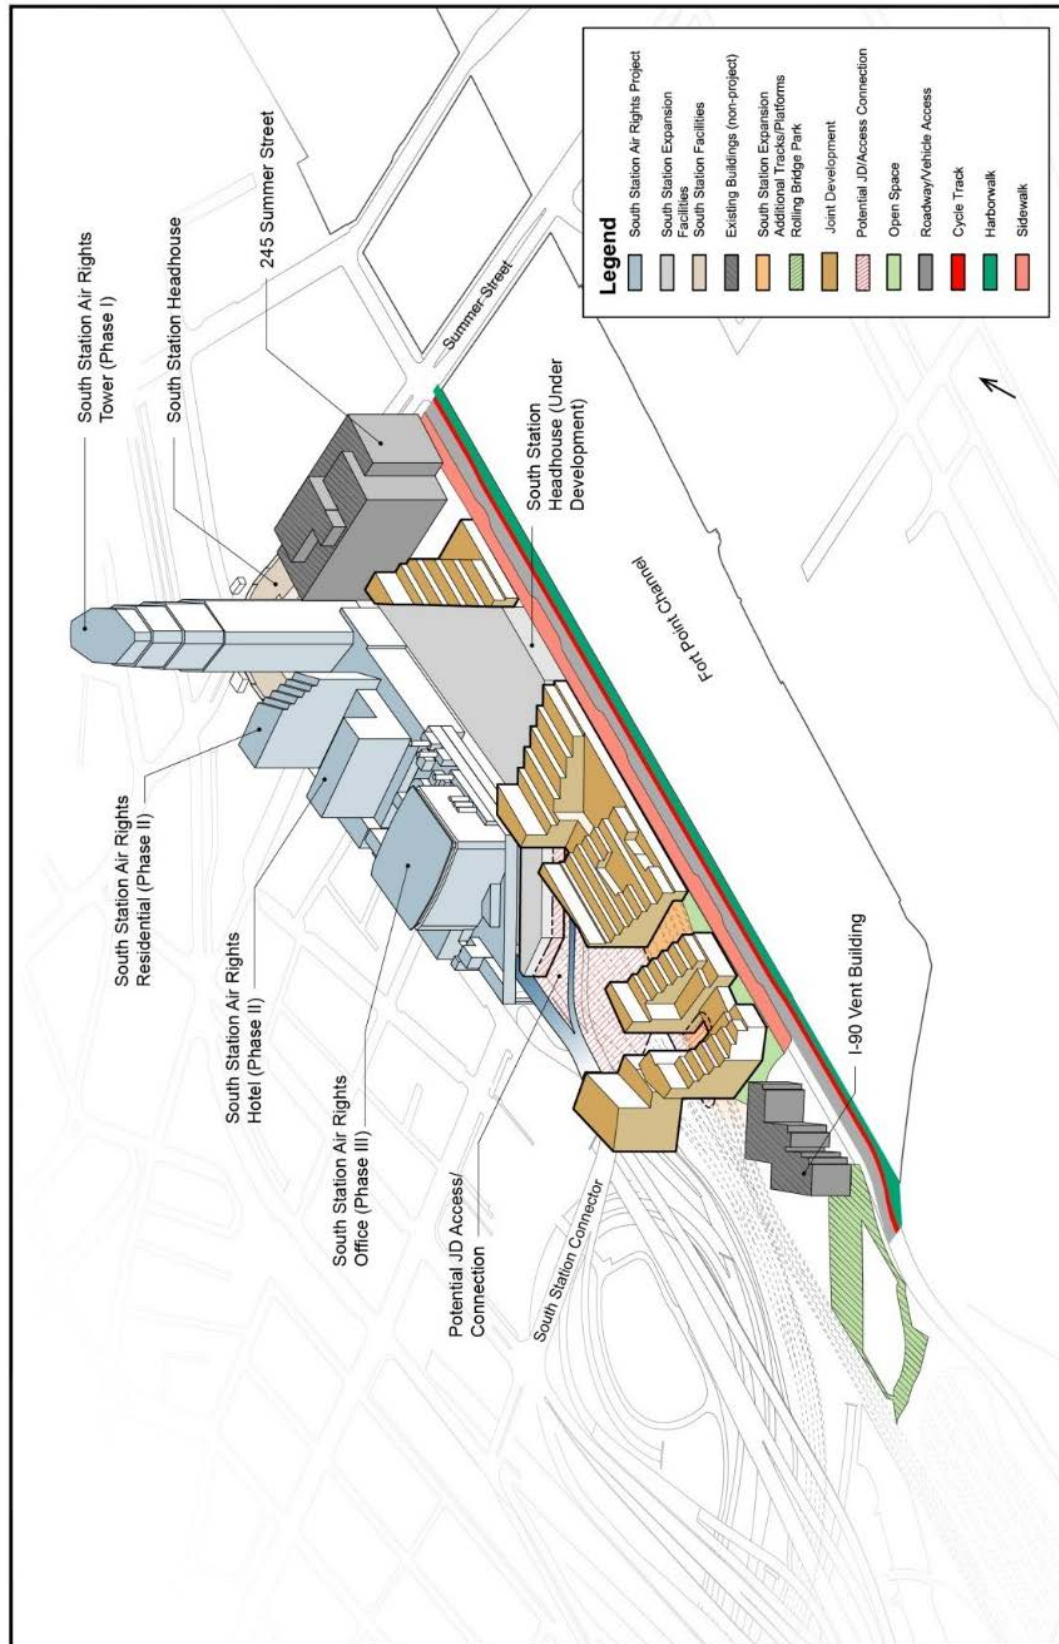 South Station Air Rights
Tower (Phase I)
South Station Headhouse
245 Summer Street
South Station Air Rights
Residential (Phase II)
South Station Air Rights
Hotel (Phase II)
South Station Air Rights
Office (Phase III)
Potential JD Access/
Connection
South Station Connector
Summer Street
South Station
Headhouse (Under
Development)
Fort Point Channel
I-90 Vent Building
Legend
South Station Air Rights Project
South Station Expansion
Facilities
South Station Facilities
Existing Buildings (non-project)
South Station Expansion
Additional Tracks/Platforms
Rolling Bridge Park
Joint Development
Potential JD/Access Connection
Open Space
Roadway/Vehicle Access
Cycle Track
Harborwalk
Sidewalk